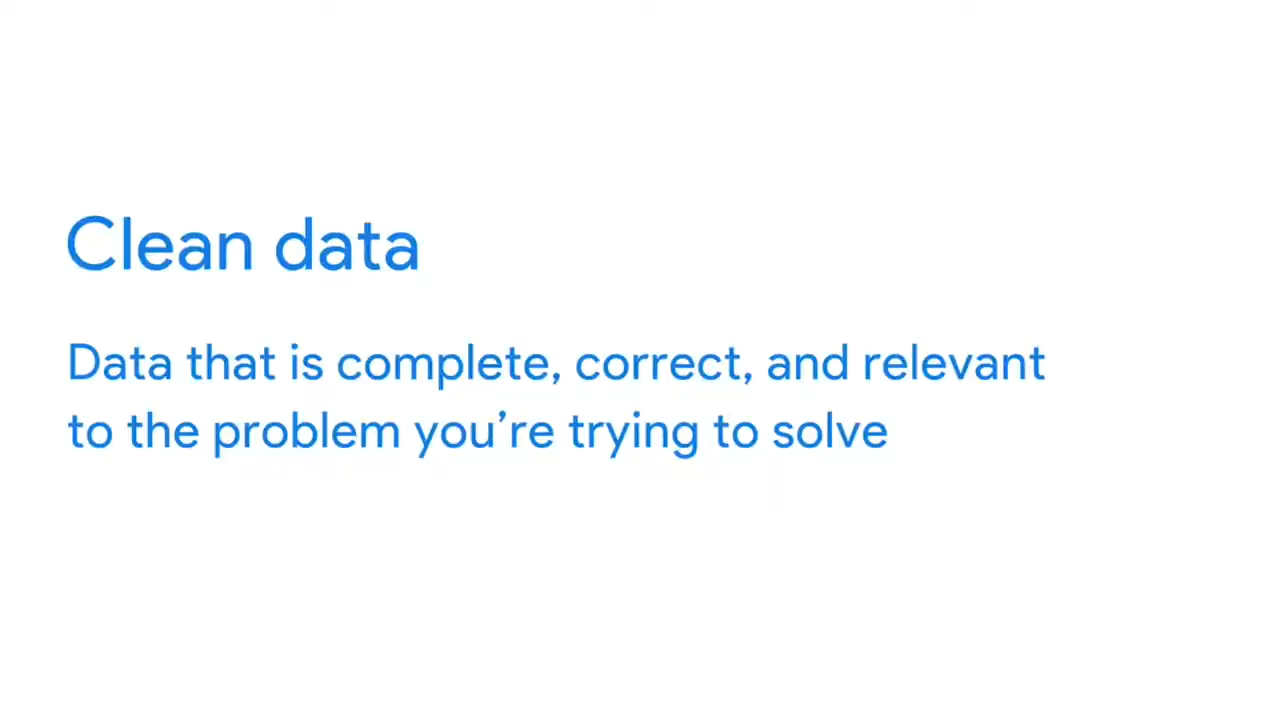 Clean data
Data that is complete, correct, and relevant
to the problem you’re trying to solve